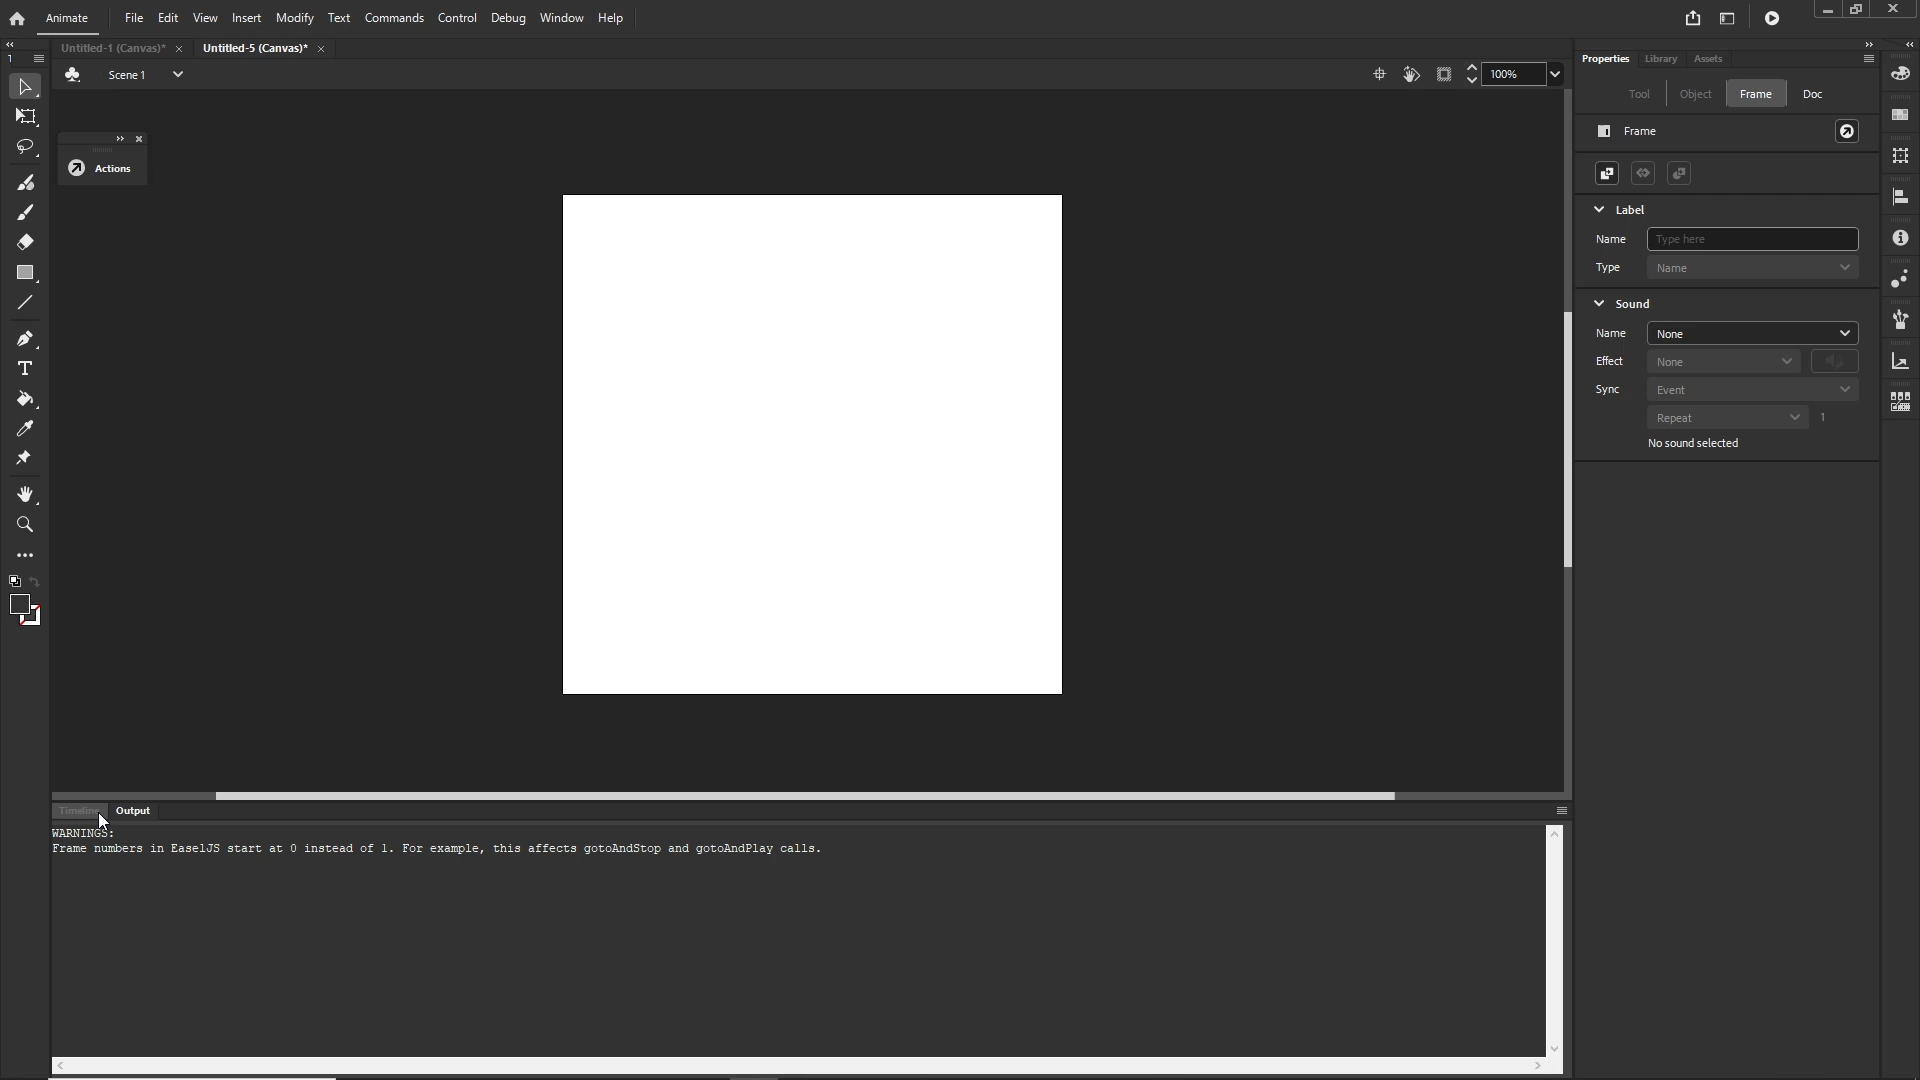 Animate File Edit View Insert Modify Text Commands Control Debug Window Help
Untitled-1 (Canvas)* Untitled-5 (Canvas)*
Scene 1
100%
Actions
Properties Library Assets
Tool Object Frame Doc
Frame
Label
Name Type here
Type Name
Sound
Name None
Effect None
Sync Event
Repeat 1
No sound selected
Timeline Output
WARNINGS:
Frame numbers in EaselJS start at 0 instead of 1. For example, this affects gotoAndStop and gotoAndPlay calls.